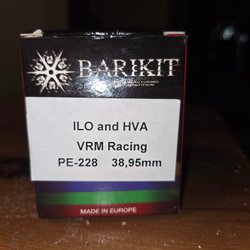 BARIKIT
ILO and HVA
VRM Racing
PE-228 38,95mm
MADE IN EUROPE